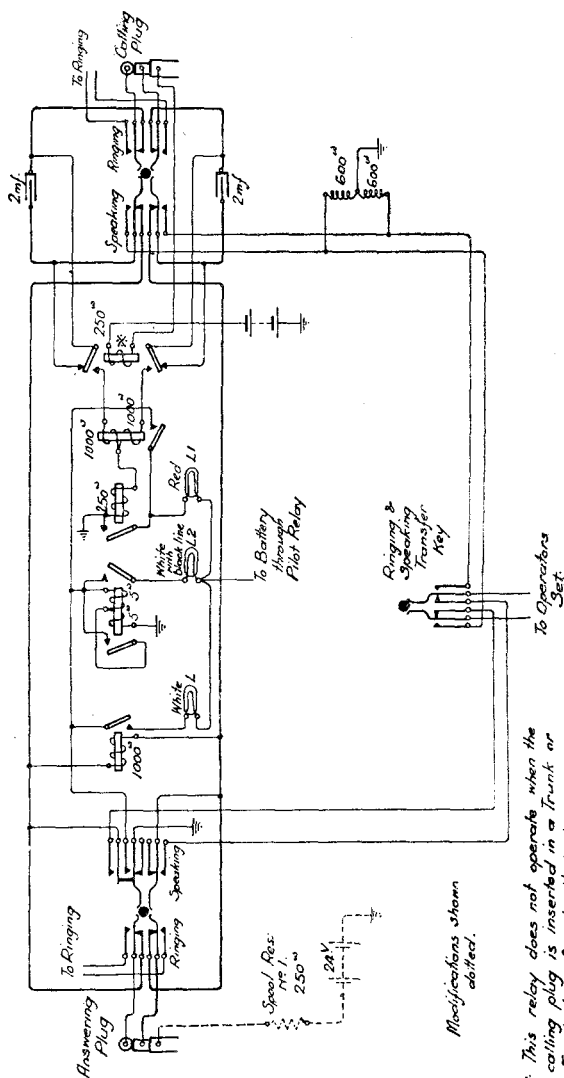 Answering
Plug
To Ringing
Ringing
Speaking
1000ω
White
L
5ω
5ω
White
with
black line
L2
250ω
Red
L1
1000ω
1000ω
250ω
※
2mf.
2mf
Speaking
Ringing
To Ringing
Calling
Plug
To Battery
through
Pilot Relay
Spool Res:
No 1.
250ω
24V.
Ringing &
Speaking
Transfer
Key
To Operators
Set.
600ω
600ω
Modifications shown
dotted.
This relay does not operate when the
calling plug is inserted in a Trunk or